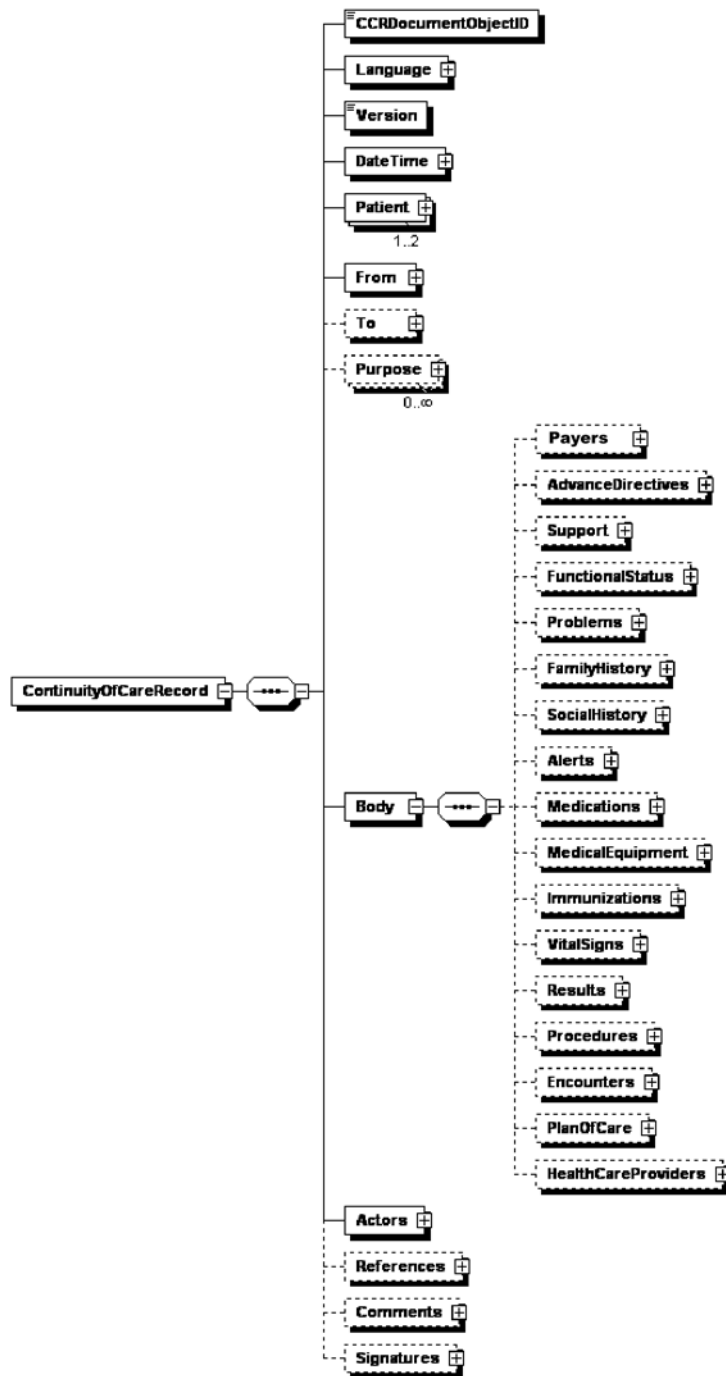 CCRDocumentObjectID
Language
Version
DateTime
Patient
1..2
From
To
Purpose
0..∞
Payers
AdvanceDirectives
Support
FunctionalStatus
Problems
FamilyHistory
ContinuityOfCareRecord
SocialHistory
Alerts
Body
Medications
MedicalEquipment
Immunizations
VitalSigns
Results
Procedures
Encounters
PlanOfCare
HealthCareProviders
Actors
References
Comments
Signatures